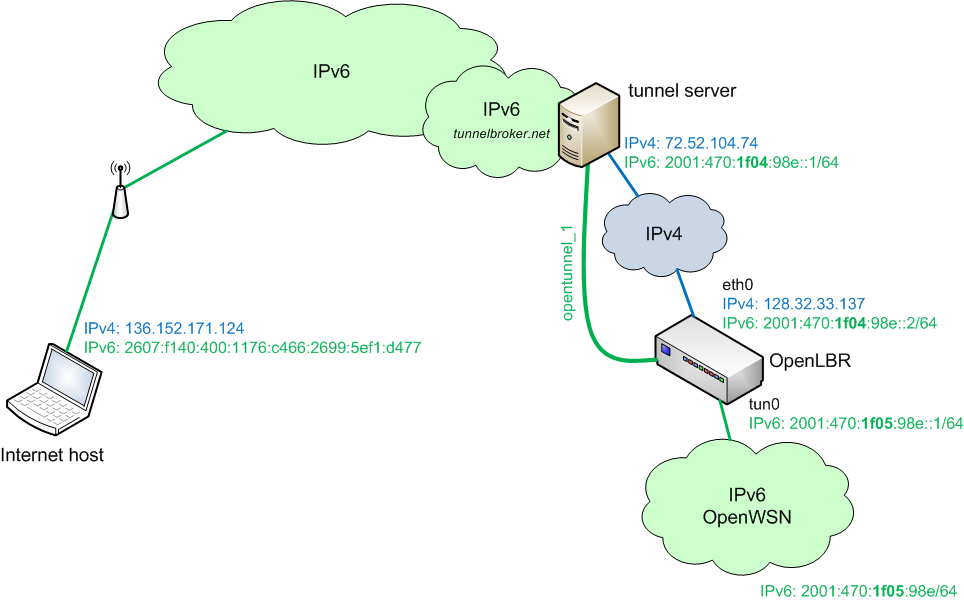 IPv6
IPv6
tunnelbroker.net
tunnel server
IPv4: 72.52.104.74
IPv6: 2001:470:1f04:98e::1/64
opentunnel_1
IPv4
eth0
IPv4: 128.32.33.137
IPv6: 2001:470:1f04:98e::2/64
IPv4: 136.152.171.124
IPv6: 2607:f140:400:1176:c466:2699:5ef1:d477
OpenLBR
tun0
IPv6: 2001:470:1f05:98e::1/64
Internet host
IPv6
OpenWSN
IPv6: 2001:470:1f05:98e/64